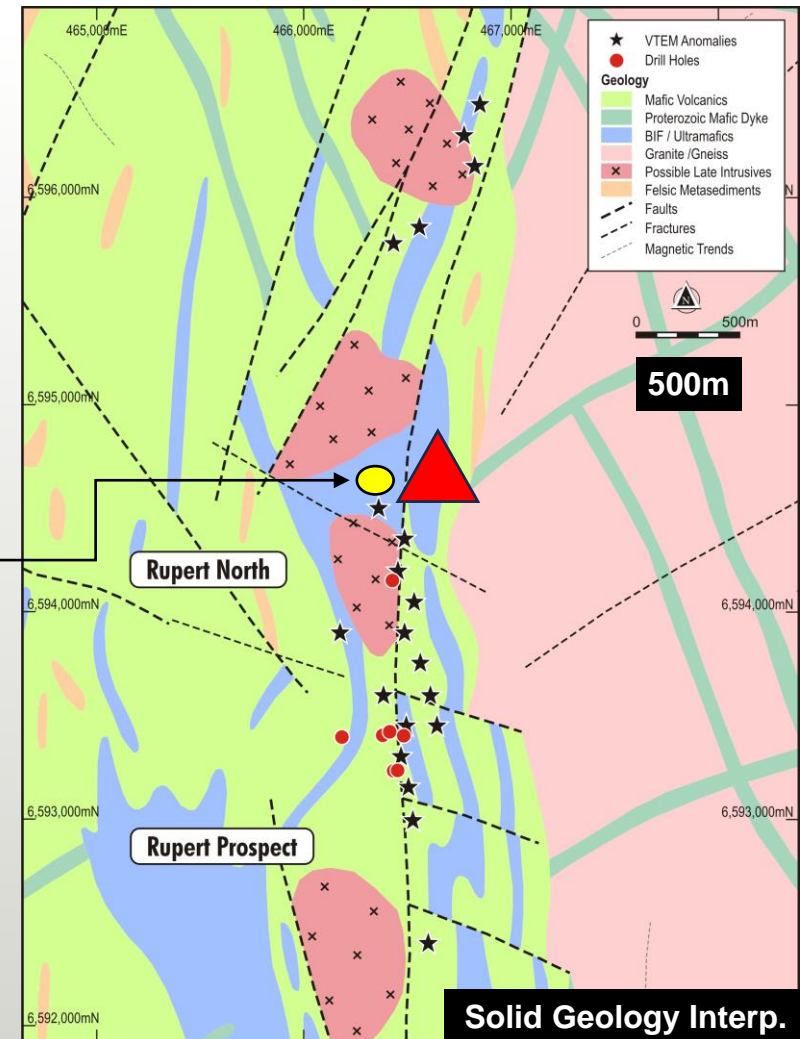 465,000mE
466,000mE
467,000mE
VTEM Anomalies
Drill Holes
Geology
Mafic Volcanics
Proterozoic Mafic Dyke
BIF / Ultramafics
Granite /Gneiss
Possible Late Intrusives
Felsic Metasediments
Faults
Fractures
Magnetic Trends
6,596,000mN
N
0 500m
500m
6,595,000mN
Rupert North
6,594,000mN
6,594,000mN
6,593,000mN
6,593,000mN
Rupert Prospect
6,592,000mN
Solid Geology Interp.